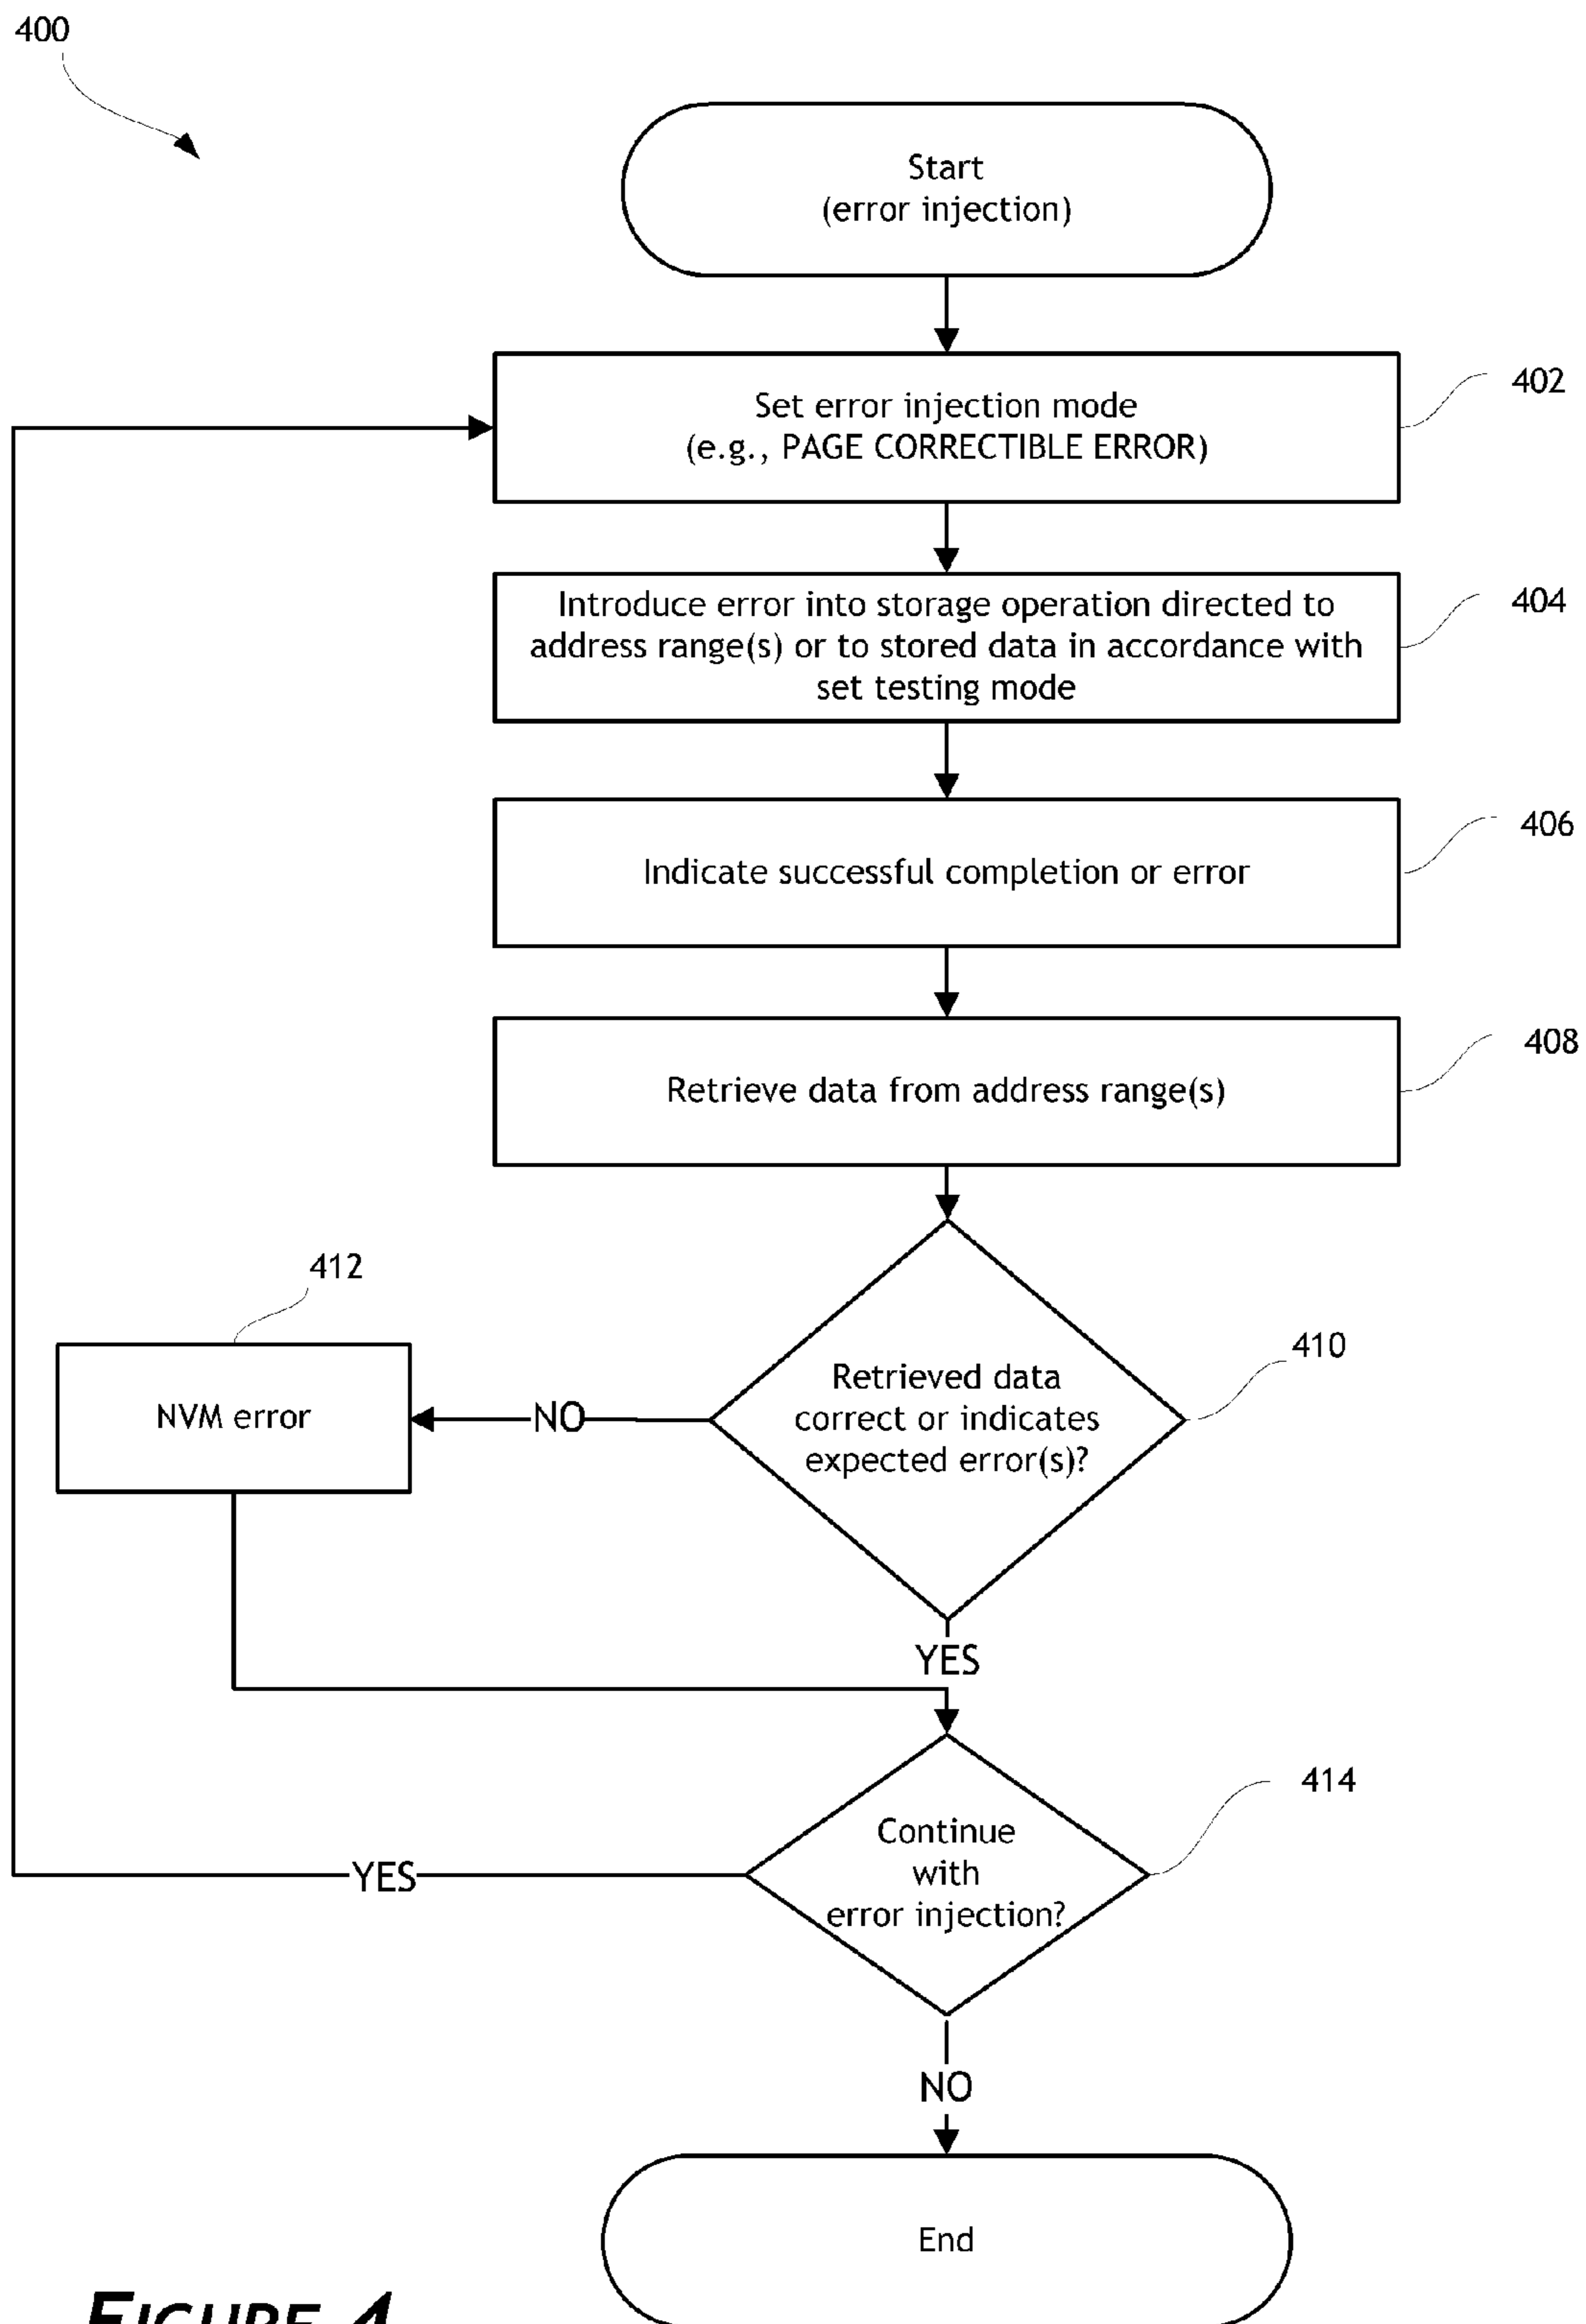 400
Start
(error injection)
Set error injection mode
(e.g., PAGE CORRECTIBLE ERROR)
402
Introduce error into storage operation directed to
address range(s) or to stored data in accordance with
set testing mode
404
Indicate successful completion or error
406
Retrieve data from address range(s)
408
412
NVM error
NO
Retrieved data
correct or indicates
expected error(s)?
410
YES
Continue
with
error injection?
414
YES
NO
End
FIGURE 4